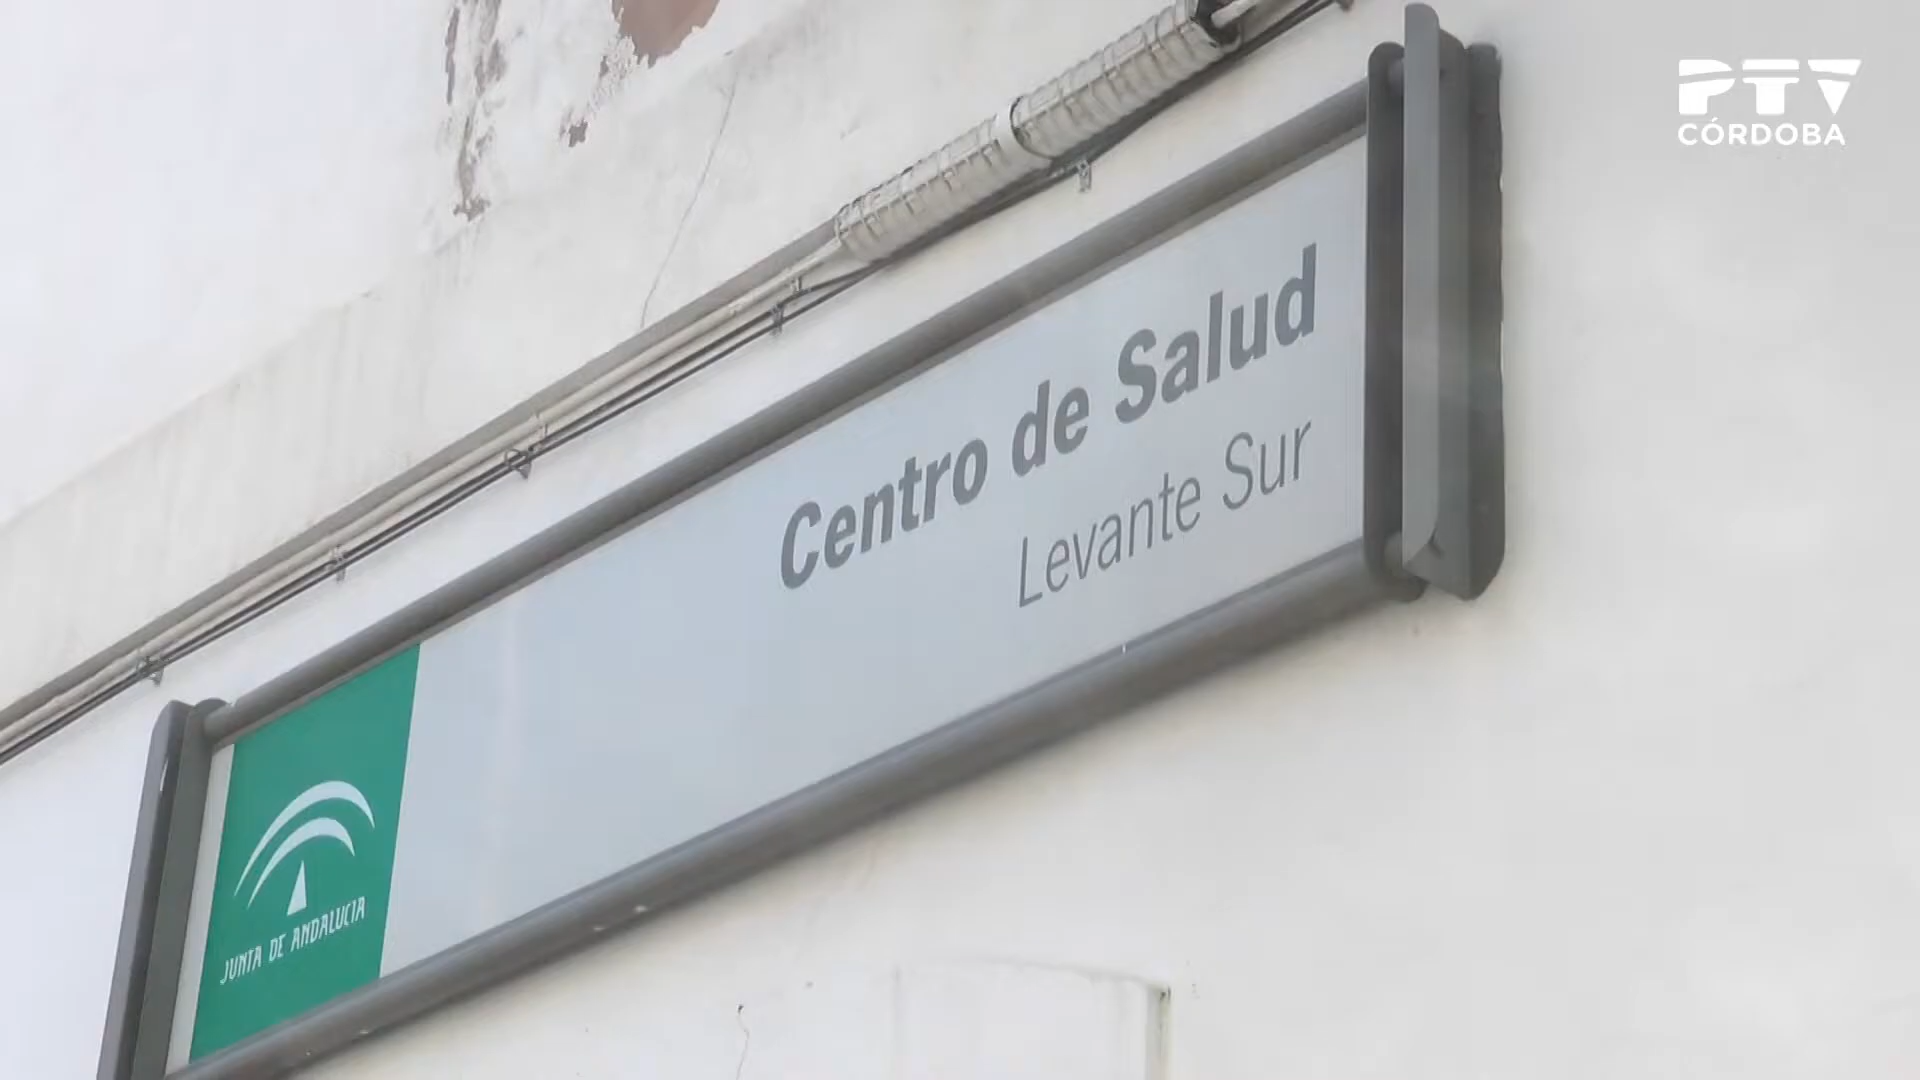 PTV
CÓRDOBA
Centro de Salud
Levante Sur
JUNTA DE ANDALUCIA